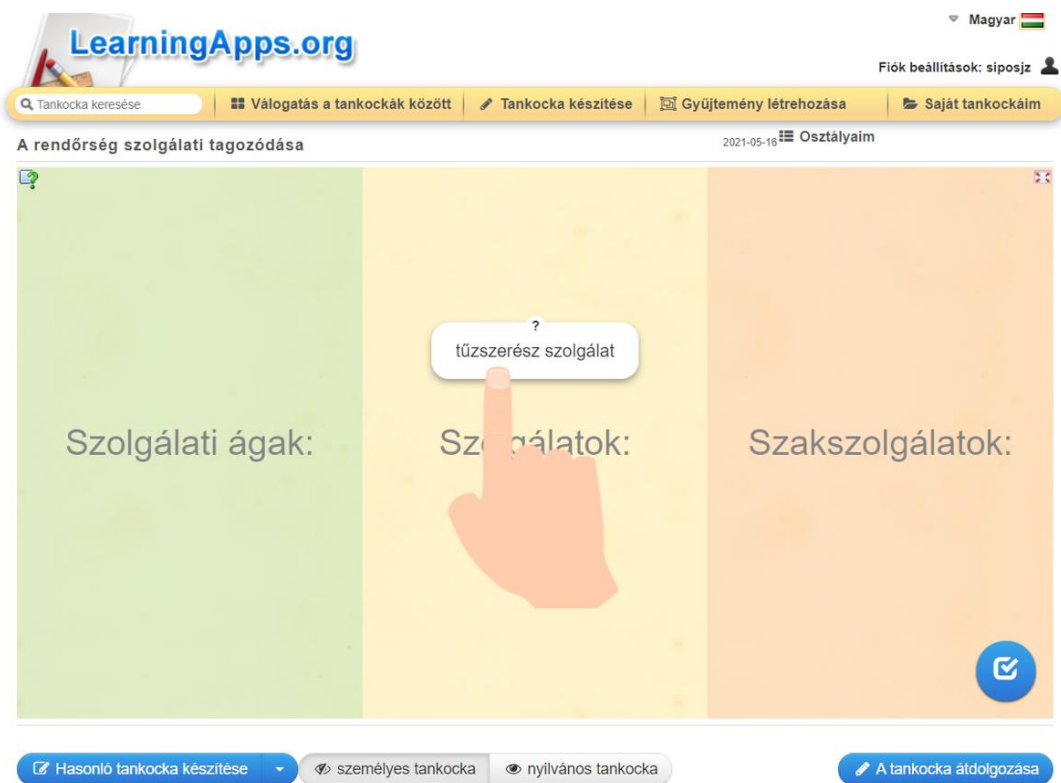 LearningApps.org
Magyar
Fiók beállítások: siposjz
Tankocka keresése
Válogatás a tankockák között
Tankocka készítése
Gyűjtemény létrehozása
Saját tankockáim
A rendőrség szolgálati tagozódása
2021-05-16 Osztályaim
?
tűzszerész szolgálat
Szolgálati ágak:
Szolgálatok:
Szakszolgálatok:
Hasonló tankocka készítése
személyes tankocka
nyilvános tankocka
A tankocka átdolgozása